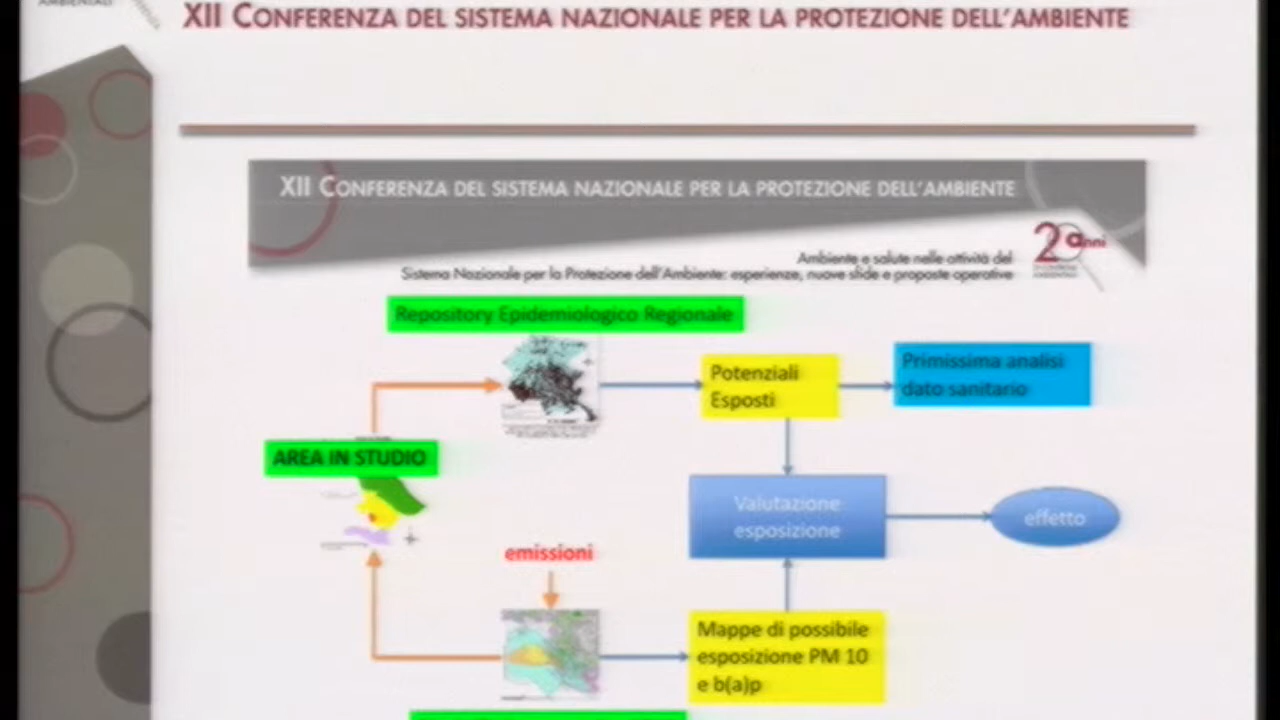 AMBIENTALI
XII CONFERENZA DEL SISTEMA NAZIONALE PER LA PROTEZIONE DELL'AMBIENTE
XII CONFERENZA DEL SISTEMA NAZIONALE PER LA PROTEZIONE DELL'AMBIENTE
20anni
Ambiente e salute nelle attività del
Sistema Nazionale per la Protezione dell'Ambiente: esperienze, nuove sfide e proposte operative
Repository Epidemiologico Regionale
Potenziali
Esposti
Primissima analisi
dato sanitario
AREA IN STUDIO
Valutazione
esposizione
effetto
emissioni
Mappe di possibile
esposizione PM 10
e b(a)p